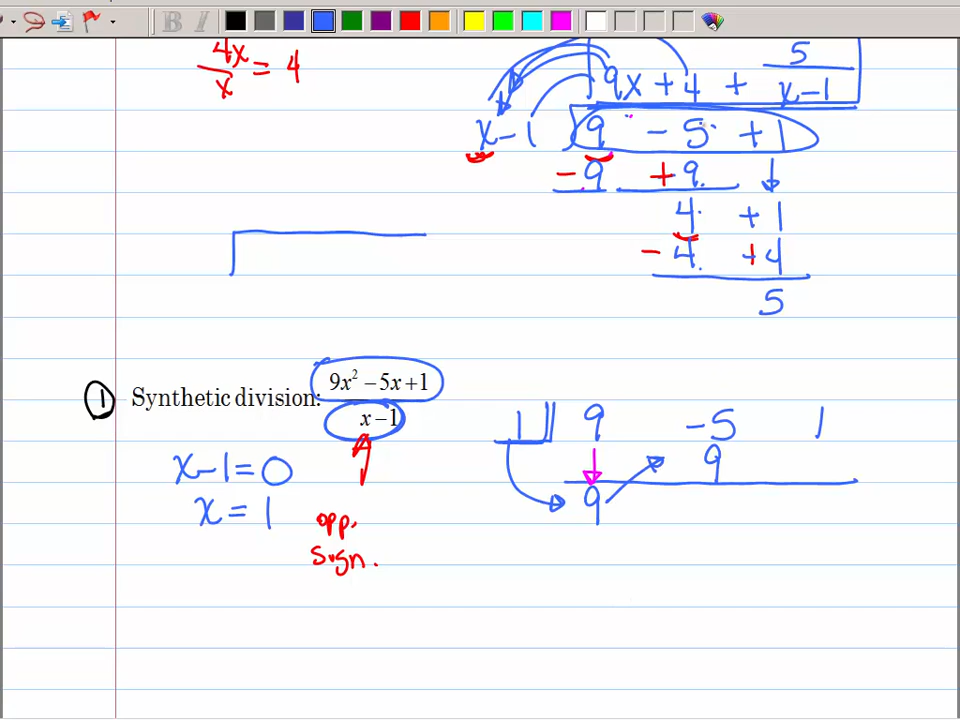 B I U
4x/x = 4
9x + 4 + 5/(x-1)
x-1 ) 9 - 5 + 1
- 9 + 9
4 + 1
- 4 + 4
5
① Synthetic division: (9x² − 5x + 1)/(x − 1)
1 9 -5 1
9
9
x-1=0
x = 1
opp.
sign.